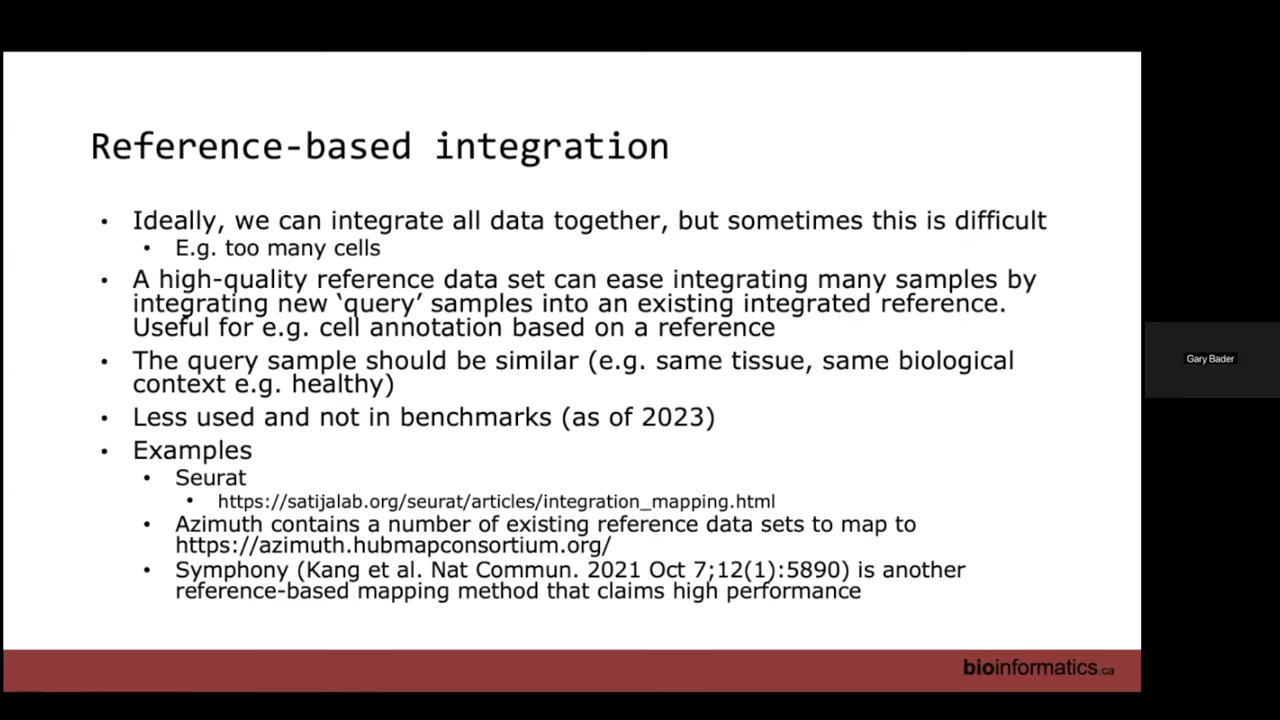 Reference-based integration
• Ideally, we can integrate all data together, but sometimes this is difficult
• E.g. too many cells
• A high-quality reference data set can ease integrating many samples by
integrating new ‘query’ samples into an existing integrated reference.
Useful for e.g. cell annotation based on a reference
• The query sample should be similar (e.g. same tissue, same biological
context e.g. healthy)
• Less used and not in benchmarks (as of 2023)
• Examples
• Seurat
• https://satijalab.org/seurat/articles/integration_mapping.html
• Azimuth contains a number of existing reference data sets to map to
https://azimuth.hubmapconsortium.org/
• Symphony (Kang et al. Nat Commun. 2021 Oct 7;12(1):5890) is another
reference-based mapping method that claims high performance
bioinformatics.ca
Gary Bader